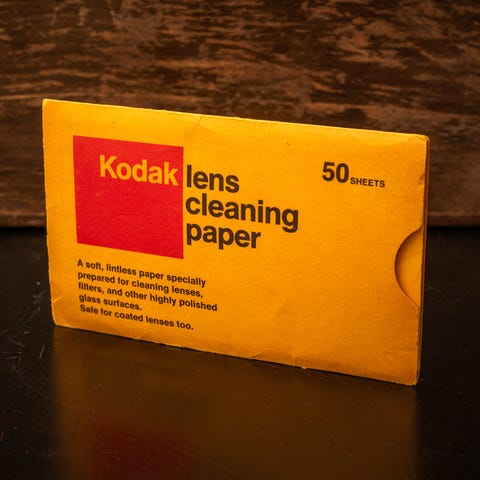 Kodak lens
cleaning
paper
50 SHEETS
A soft, lintless paper specially
prepared for cleaning lenses,
filters, and other highly polished
glass surfaces.
Safe for coated lenses too.